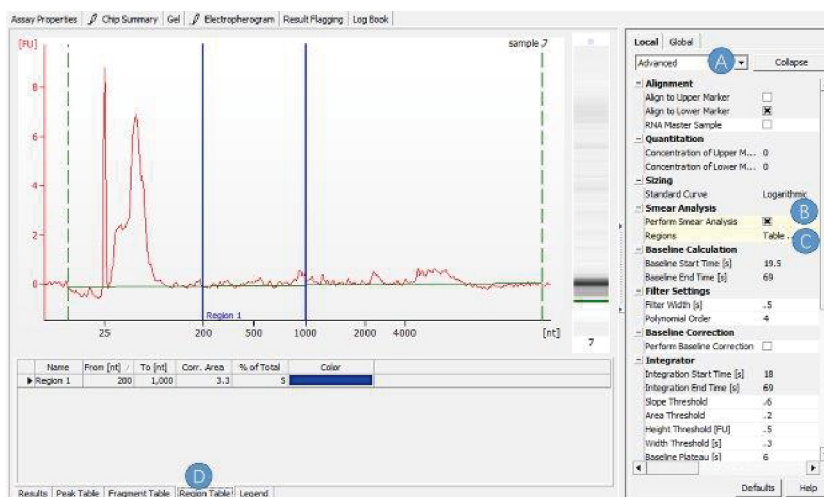 Assay Properties Chip Summary Gel Electropherogram Result Flagging Log Book
[FU]
sample 7
8
6
4
2
0
Region 1
25 200 500 1000 2000 4000 [nt]
7
Name From [nt] / To [nt] Corr. Area % of Total Color
Region 1 200 1,000 3.3 5
D
Results Peak Table Fragment Table Region Table Legend
Local Global
Advanced A Collapse
Alignment
Align to Upper Marker
Align to Lower Marker
RNA Master Sample
Quantitation
Concentration of Upper M... 0
Concentration of Lower M... 0
Sizing
Standard Curve Logarithmic
Smear Analysis B
Perform Smear Analysis
Regions Table ... C
Baseline Calculation
Baseline Start Time [s] 19.5
Baseline End Time [s] 69
Filter Settings
Filter Width [s] .5
Polynomial Order 4
Baseline Correction
Perform Baseline Correction
Integrator
Integration Start Time [s] 18
Integration End Time [s] 69
Slope Threshold .6
Area Threshold .2
Height Threshold [FU] .5
Width Threshold [s] .3
Baseline Plateau [s] 6
Defaults Help